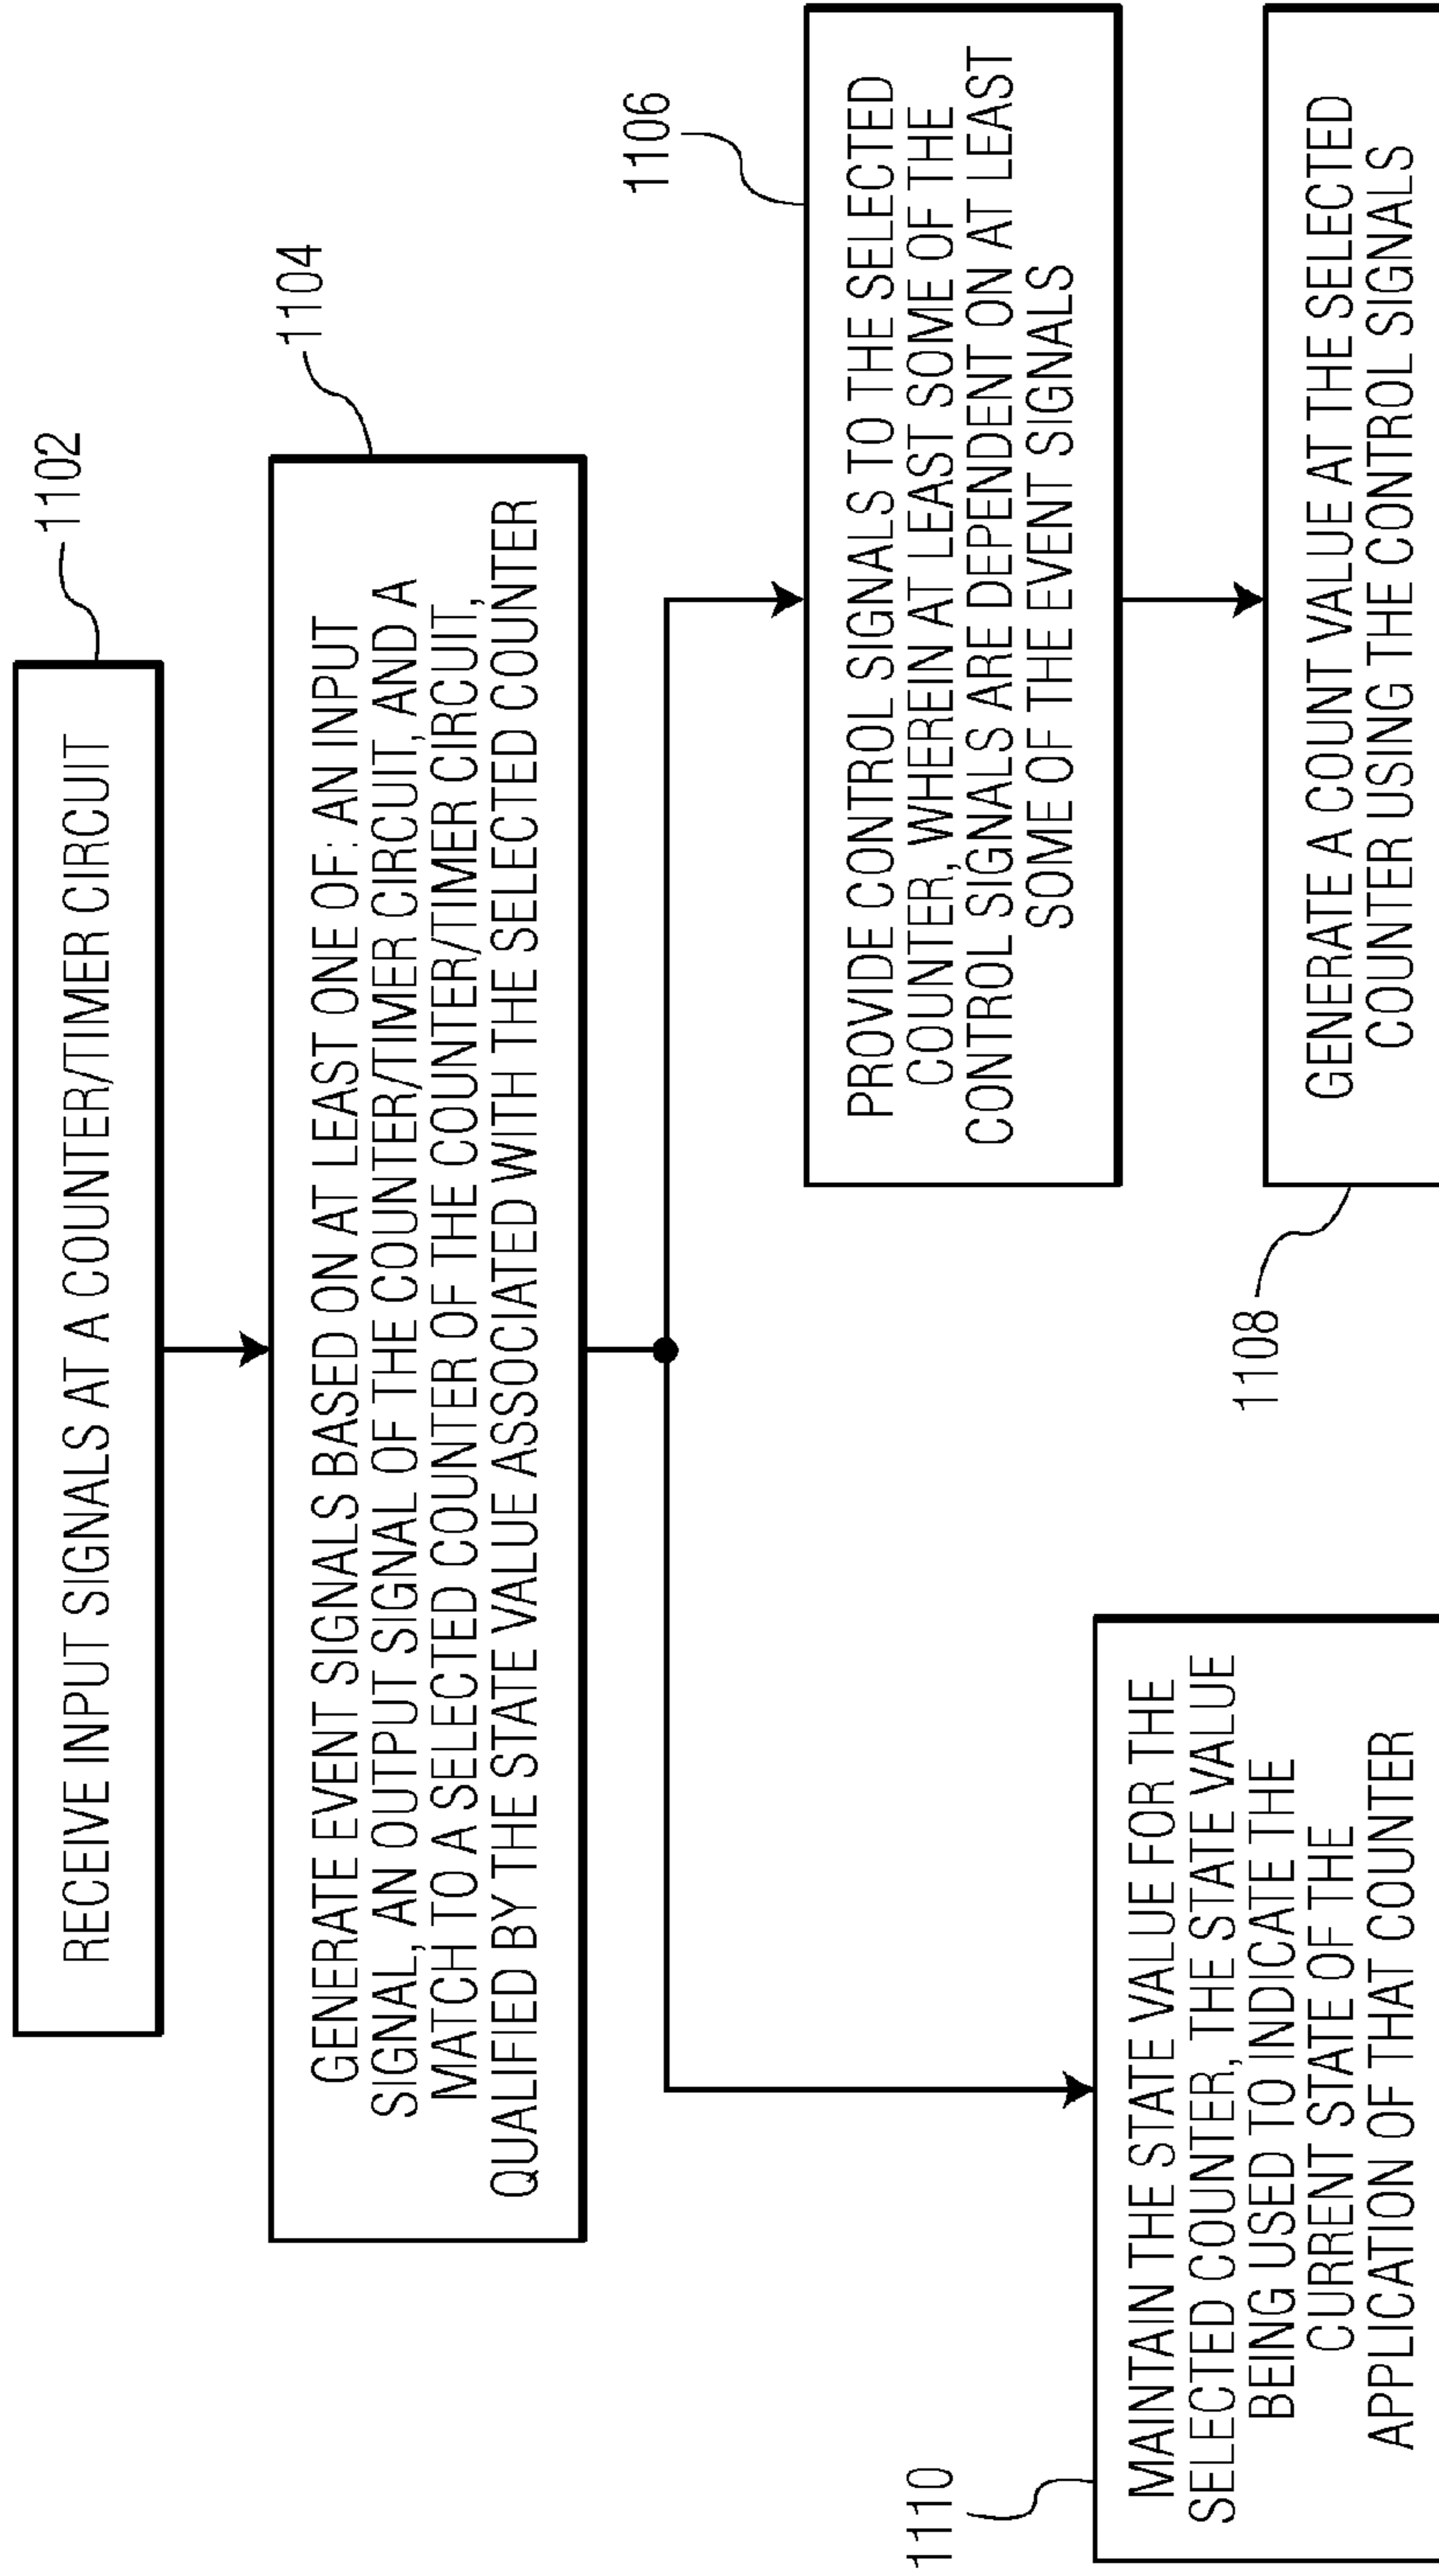 1102
RECEIVE INPUT SIGNALS AT A COUNTER/TIMER CIRCUIT
1104
GENERATE EVENT SIGNALS BASED ON AT LEAST ONE OF: AN INPUT
SIGNAL, AN OUTPUT SIGNAL OF THE COUNTER/TIMER CIRCUIT, AND A
MATCH TO A SELECTED COUNTER OF THE COUNTER/TIMER CIRCUIT,
QUALIFIED BY THE STATE VALUE ASSOCIATED WITH THE SELECTED COUNTER
1106
PROVIDE CONTROL SIGNALS TO THE SELECTED
COUNTER, WHEREIN AT LEAST SOME OF THE
CONTROL SIGNALS ARE DEPENDENT ON AT LEAST
SOME OF THE EVENT SIGNALS
1110
MAINTAIN THE STATE VALUE FOR THE
SELECTED COUNTER, THE STATE VALUE
BEING USED TO INDICATE THE
CURRENT STATE OF THE
APPLICATION OF THAT COUNTER
1108
GENERATE A COUNT VALUE AT THE SELECTED
COUNTER USING THE CONTROL SIGNALS